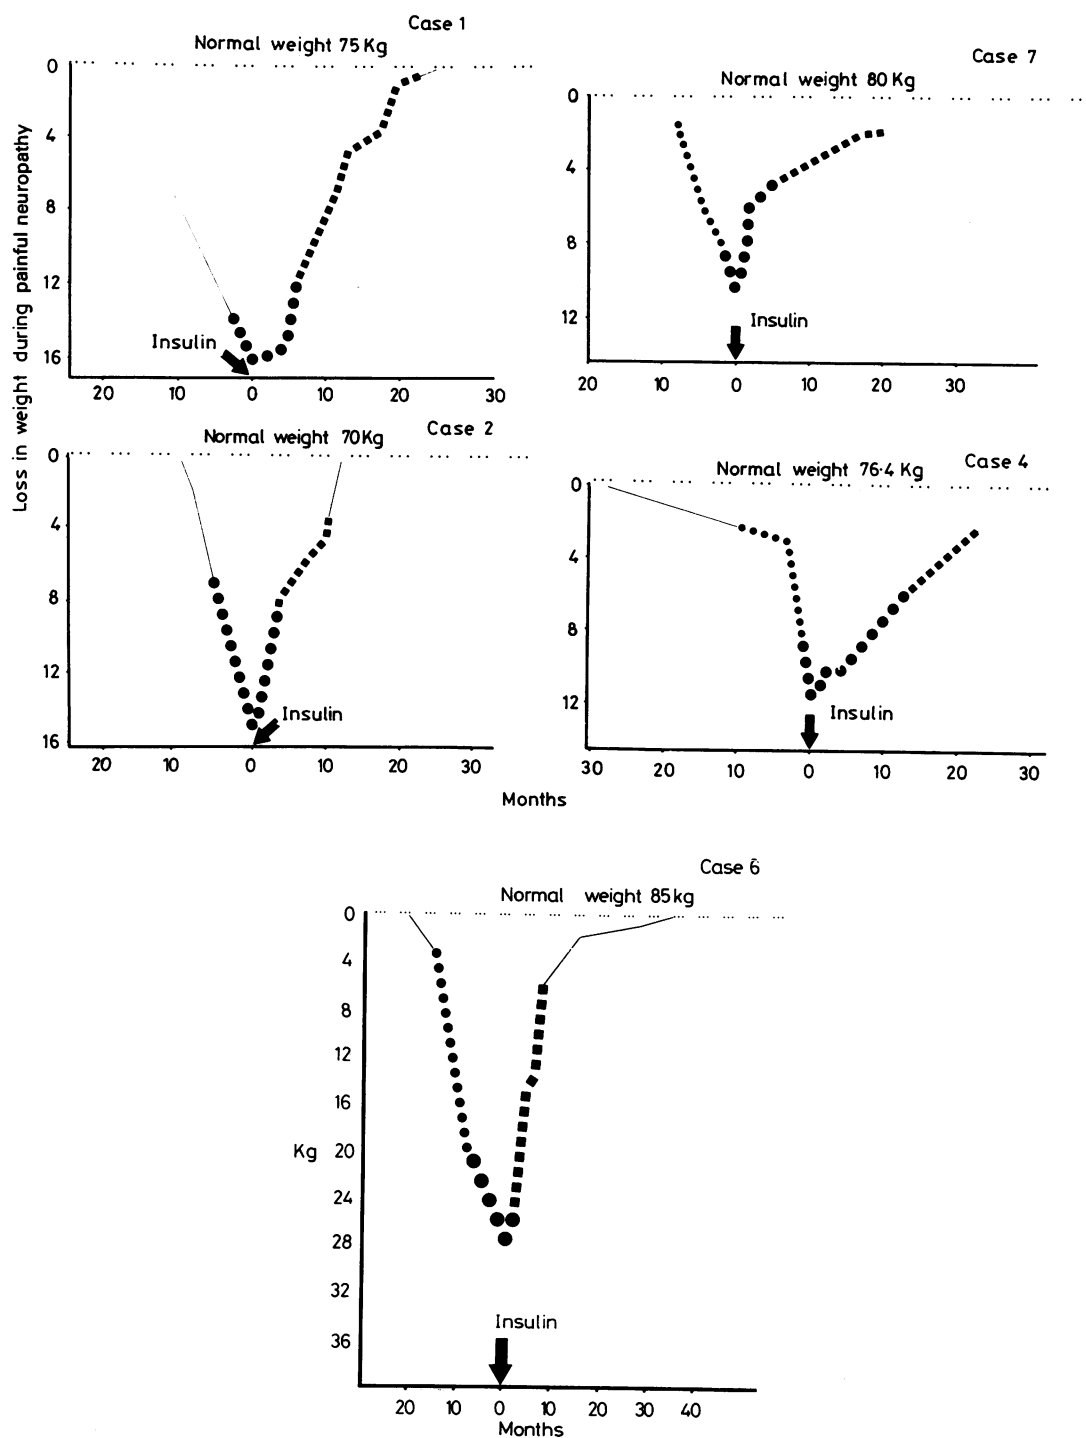 Case 1
Normal weight 75 Kg
Loss in weight during painful neuropathy
0
4
8
12
16
Insulin
20 10 0 10 20 30
Case 7
Normal weight 80 Kg
0
4
8
12
Insulin
20 10 0 10 20 30
Case 2
Normal weight 70 Kg
0
4
8
12
16
Insulin
20 10 0 10 20 30
Case 4
Normal weight 76·4 Kg
0
4
8
12
Insulin
30 20 10 0 10 20 30
Months
Case 6
Normal weight 85 kg
0
4
8
12
16
Kg 20
24
28
32
36
Insulin
20 10 0 10 20 30 40
Months